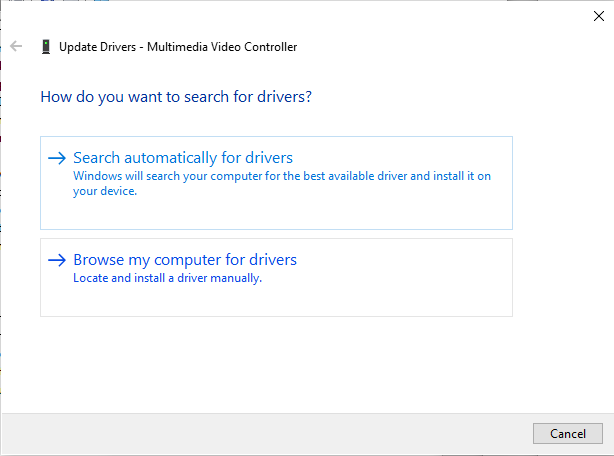 Update Drivers - Multimedia Video Controller
How do you want to search for drivers?
Search automatically for drivers
Windows will search your computer for the best available driver and install it on
your device.
Browse my computer for drivers
Locate and install a driver manually.
Cancel